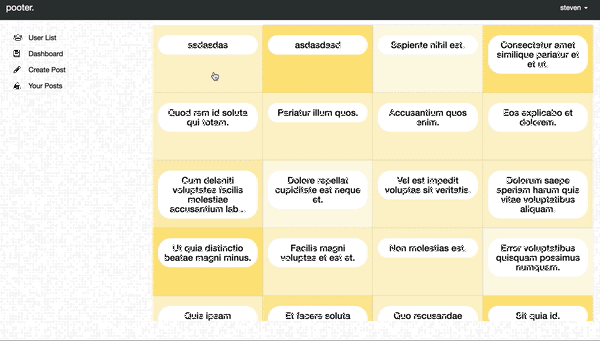 pooter.
steven
User List
Dashboard
Create Post
Your Posts
asdasdas
asdasdasd
Sapiente nihil est.
Consectetur amet
similique pariatur et
et ut.
Quod rem id soluta
qui totam.
Pariatur illum quos.
Accusantium quos
enim.
Eos explicabo et
dolorem.
Cum deleniti
voluptates facilis
molestiae
accusantium lab...
Dolore repellat
cupiditate est neque
et.
Vel est impedit
voluptas sit veritatis.
Dolorum saepe
aperiam harum quis
vitae voluptatibus
aliquam.
Ut quia distinctio
beatae magni minus.
Facilis magni
voluptas et est et.
Non molestias est.
Error voluptatibus
quisquam possimus
numquam.
Quis ipsam
Et facere soluta
Quo recusandae
Sit quia id.